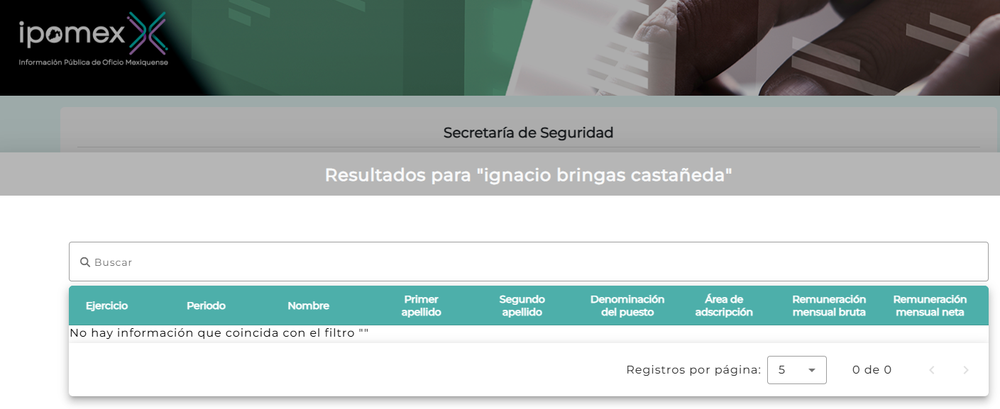 ipomex
Información Pública de Oficio Mexiquense
Secretaría de Seguridad
Resultados para "ignacio bringas castañeda"
Buscar
Ejercicio Periodo Nombre Primer apellido Segundo apellido Denominación del puesto Área de adscripción Remuneración mensual bruta Remuneración mensual neta
No hay información que coincida con el filtro ""
Registros por página: 5 0 de 0